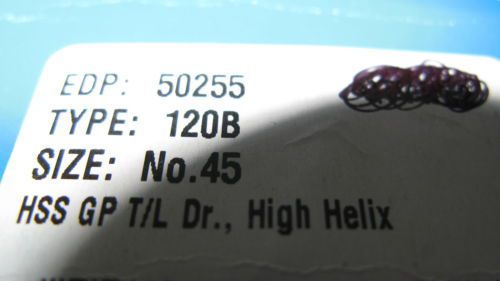 EDP: 50255
TYPE: 120B
SIZE: No.45
HSS GP T/L Dr., High Helix